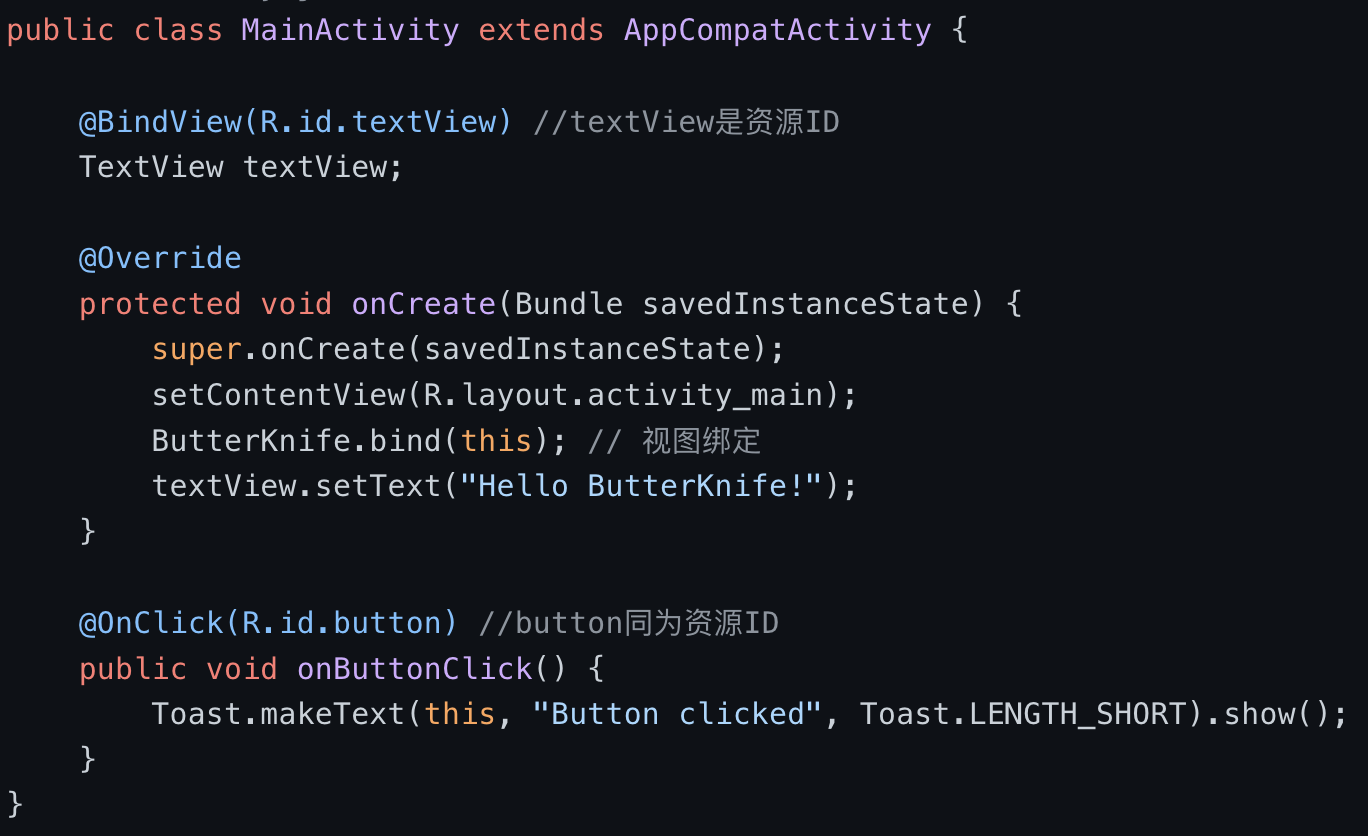 public class MainActivity extends AppCompatActivity {
    @BindView(R.id.textView) //textView是资源ID
    TextView textView;
    @Override
    protected void onCreate(Bundle savedInstanceState) {
        super.onCreate(savedInstanceState);
        setContentView(R.layout.activity_main);
        ButterKnife.bind(this); // 视图绑定
        textView.setText("Hello ButterKnife!");
    }
    @OnClick(R.id.button) //button同为资源ID
    public void onButtonClick() {
        Toast.makeText(this, "Button clicked", Toast.LENGTH_SHORT).show();
    }
}